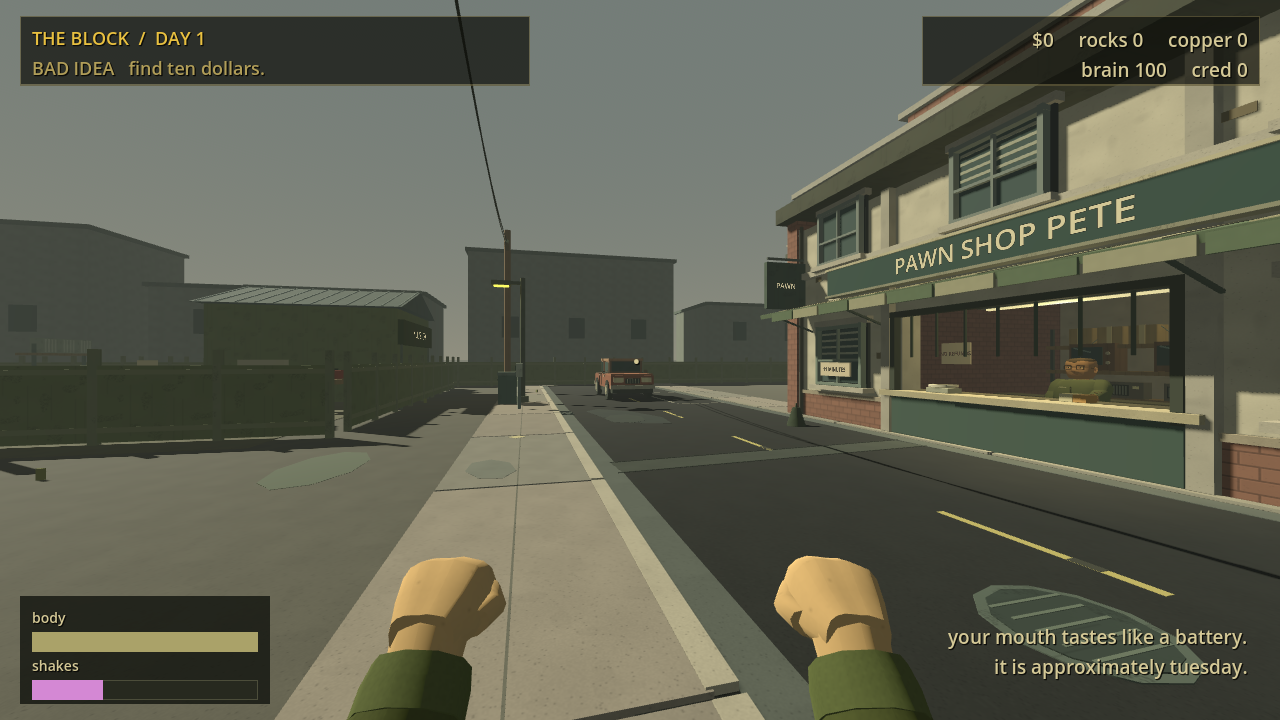 THE BLOCK / DAY 1
BAD IDEA find ten dollars.
$0 rocks 0 copper 0
brain 100 cred 0
PAWN SHOP PETE
PAWN
body
shakes
your mouth tastes like a battery.
it is approximately tuesday.